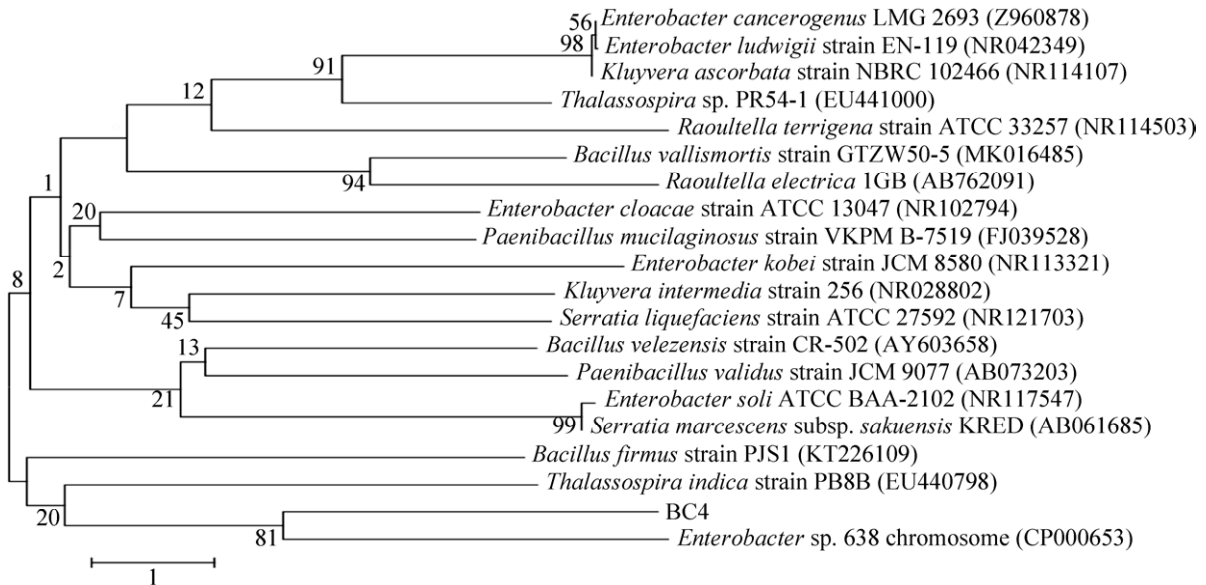 56 Enterobacter cancerogenus LMG 2693 (Z960878)
98 Enterobacter ludwigii strain EN-119 (NR042349)
91 Kluyvera ascorbata strain NBRC 102466 (NR114107)
12 Thalassospira sp. PR54-1 (EU441000)
Raoultella terrigena strain ATCC 33257 (NR114503)
Bacillus vallismortis strain GTZW50-5 (MK016485)
1 94 Raoultella electrica 1GB (AB762091)
20 Enterobacter cloacae strain ATCC 13047 (NR102794)
Paenibacillus mucilaginosus strain VKPM B-7519 (FJ039528)
8 2 Enterobacter kobei strain JCM 8580 (NR113321)
7 Kluyvera intermedia strain 256 (NR028802)
45 Serratia liquefaciens strain ATCC 27592 (NR121703)
13 Bacillus velezensis strain CR-502 (AY603658)
Paenibacillus validus strain JCM 9077 (AB073203)
21 Enterobacter soli ATCC BAA-2102 (NR117547)
99 Serratia marcescens subsp. sakuensis KRED (AB061685)
Bacillus firmus strain PJS1 (KT226109)
Thalassospira indica strain PB8B (EU440798)
20 BC4
81 Enterobacter sp. 638 chromosome (CP000653)
1